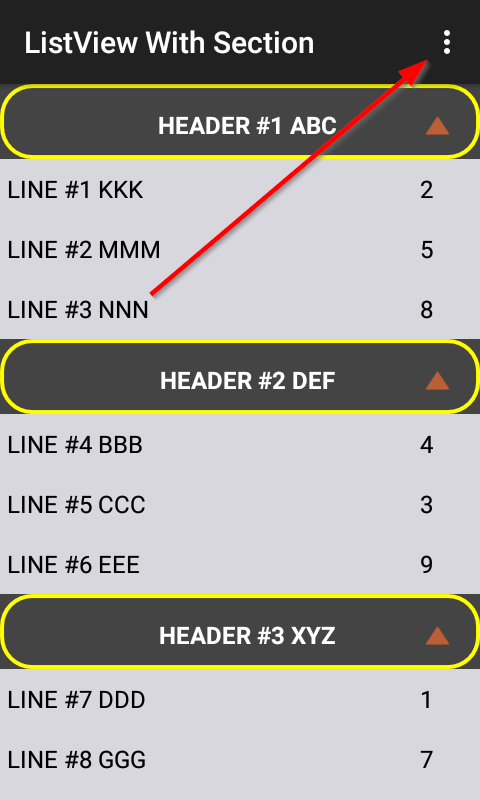 ListView With Section
HEADER #1 ABC
LINE #1 KKK 2
LINE #2 MMM 5
LINE #3 NNN 8
HEADER #2 DEF
LINE #4 BBB 4
LINE #5 CCC 3
LINE #6 EEE 9
HEADER #3 XYZ
LINE #7 DDD 1
LINE #8 GGG 7